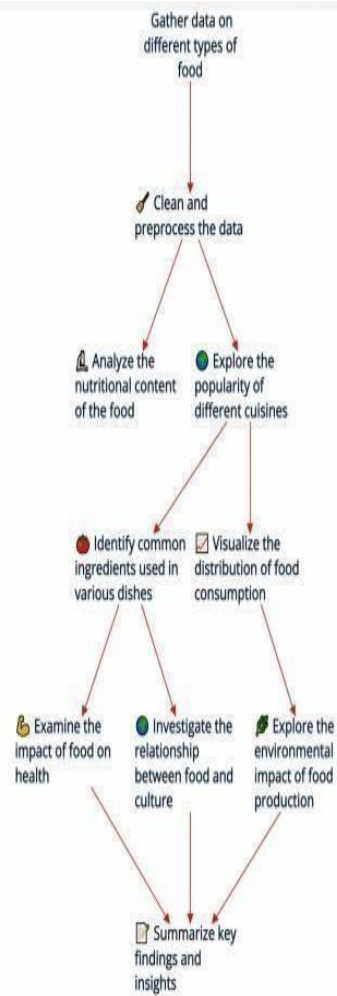 Gather data on
different types of
food
Clean and
preprocess the data
Analyze the
nutritional content
of the food
Explore the
popularity of
different cuisines
Identify common
ingredients used in
various dishes
Visualize the
distribution of food
consumption
Examine the
impact of food on
health
Investigate the
relationship
between food and
culture
Explore the
environmental
impact of food
production
Summarize key
findings and
insights